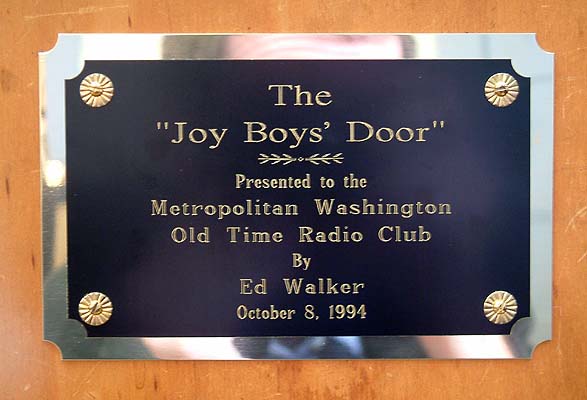 The
"Joy Boys' Door"
Presented to the
Metropolitan Washington
Old Time Radio Club
By
Ed Walker
October 8, 1994